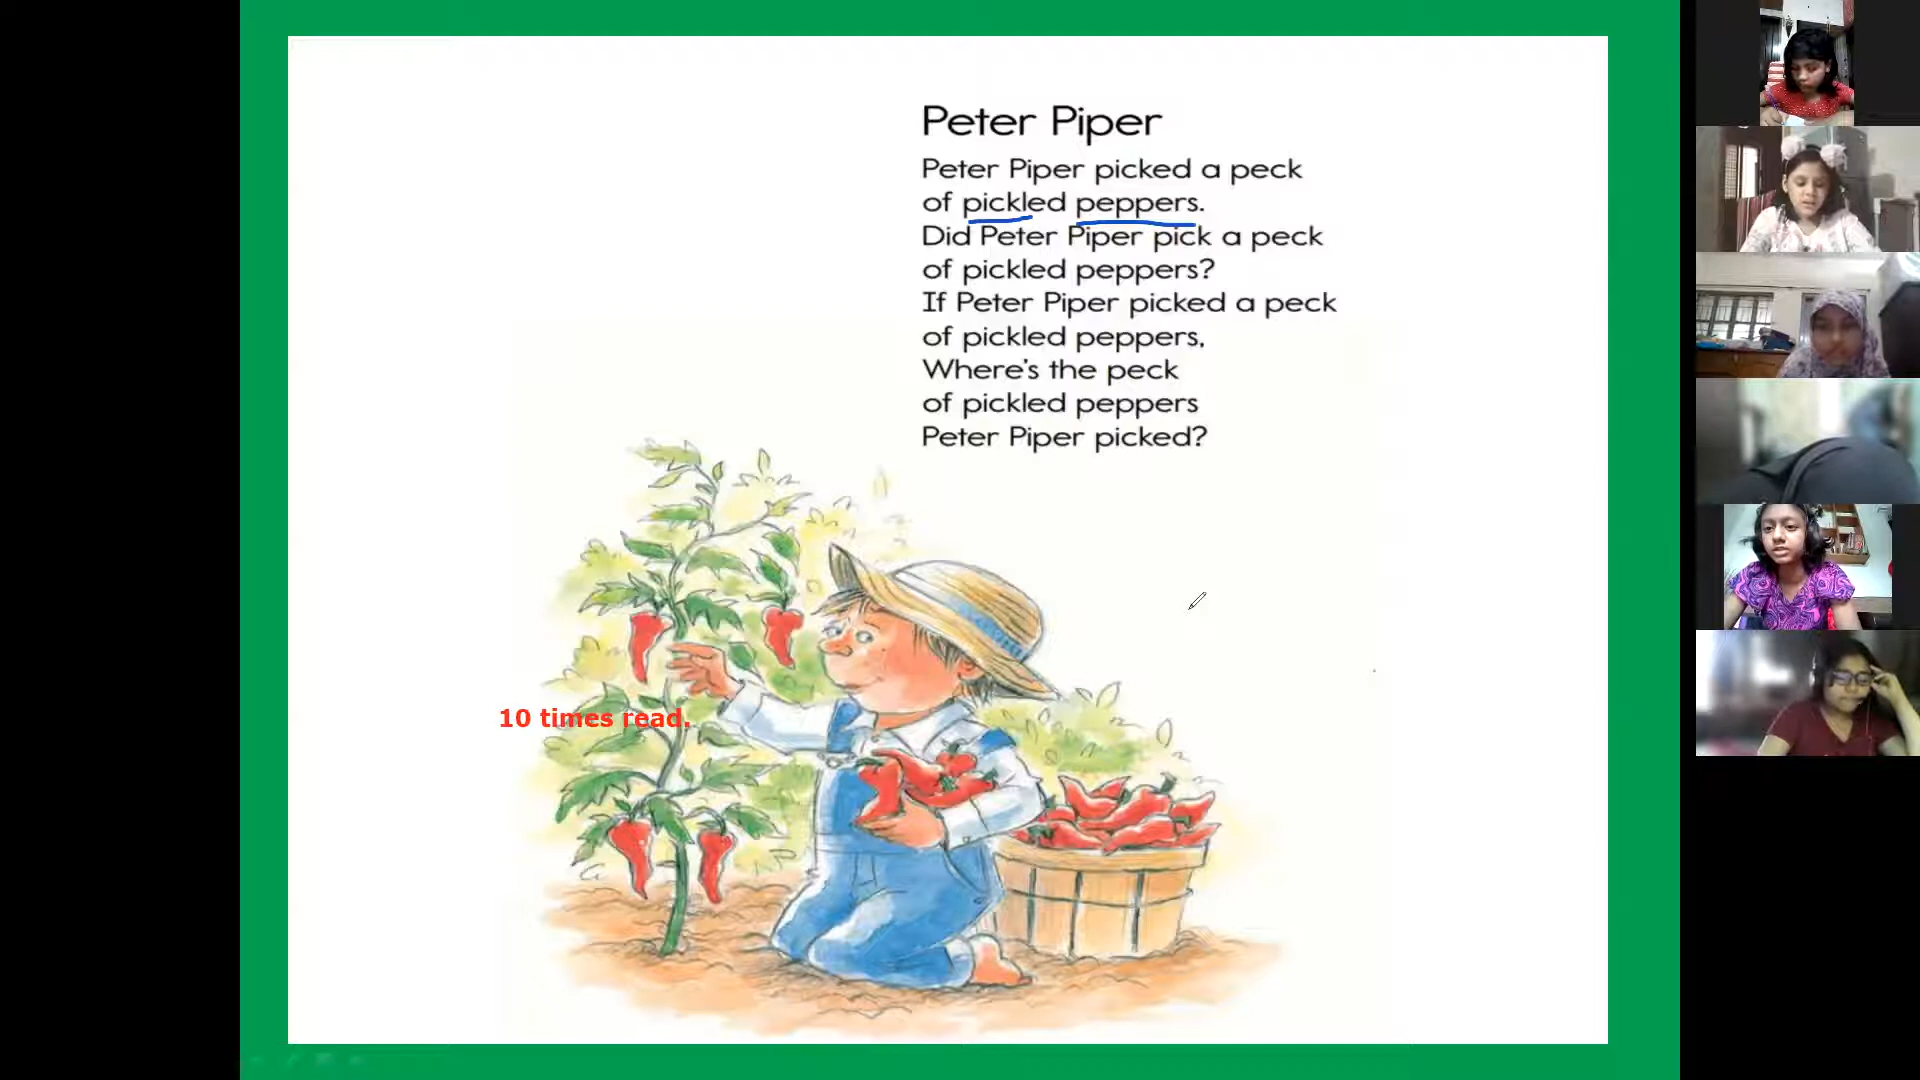 Peter Piper
Peter Piper picked a peck
of pickled peppers.
Did Peter Piper pick a peck
of pickled peppers?
If Peter Piper picked a peck
of pickled peppers,
Where's the peck
of pickled peppers
Peter Piper picked?
10 times read.